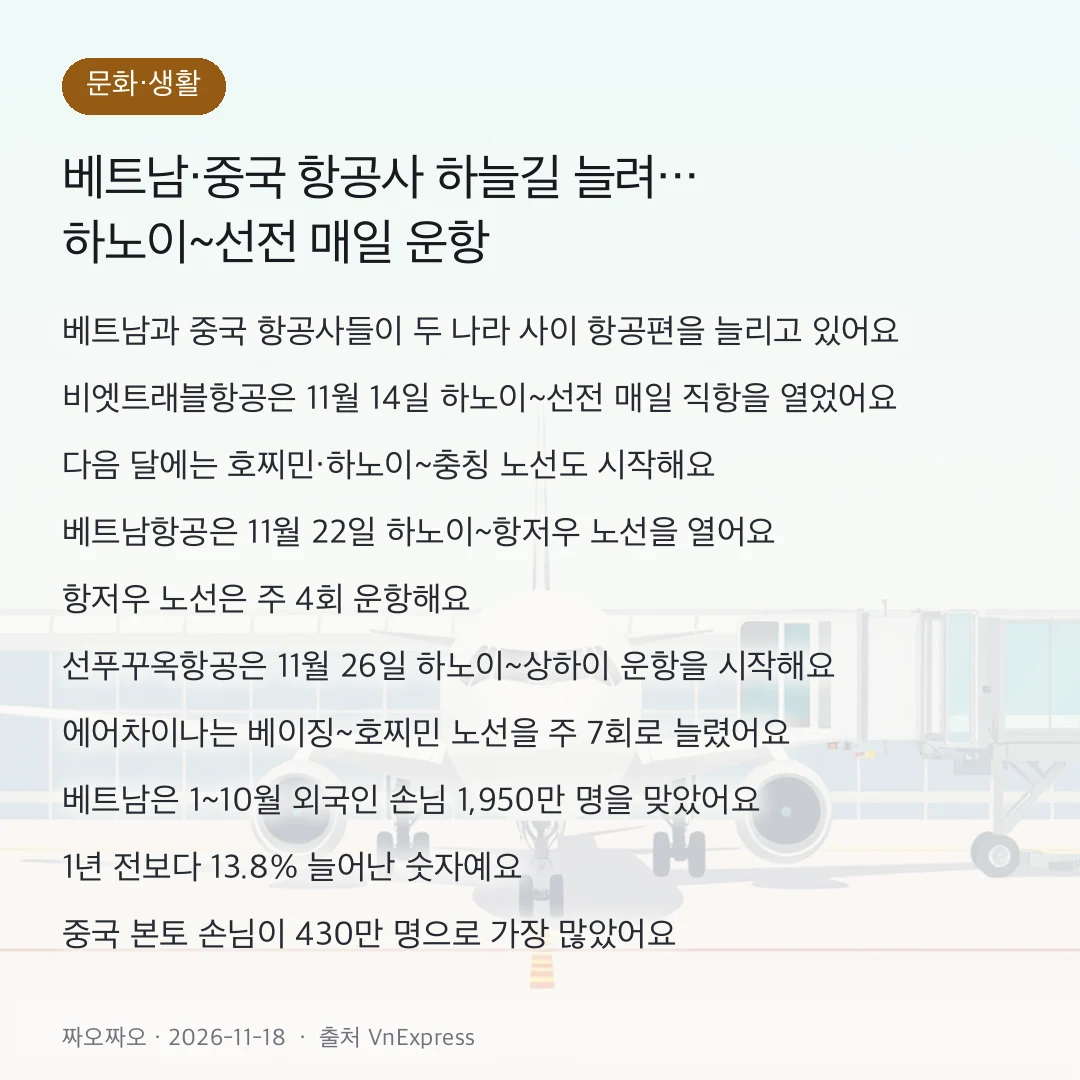 문화·생활
베트남·중국 항공사 하늘길 늘려…
하노이~선전 매일 운항
베트남과 중국 항공사들이 두 나라 사이 항공편을 늘리고 있어요
비엣트래블항공은 11월 14일 하노이~선전 매일 직항을 열었어요
다음 달에는 호찌민·하노이~충칭 노선도 시작해요
베트남항공은 11월 22일 하노이~항저우 노선을 열어요
항저우 노선은 주 4회 운항해요
선푸꾸옥항공은 11월 26일 하노이~상하이 운항을 시작해요
에어차이나는 베이징~호찌민 노선을 주 7회로 늘렸어요
베트남은 1~10월 외국인 손님 1,950만 명을 맞았어요
1년 전보다 13.8% 늘어난 숫자예요
중국 본토 손님이 430만 명으로 가장 많았어요
짜오짜오 · 2026-11-18 · 출처 VnExpress